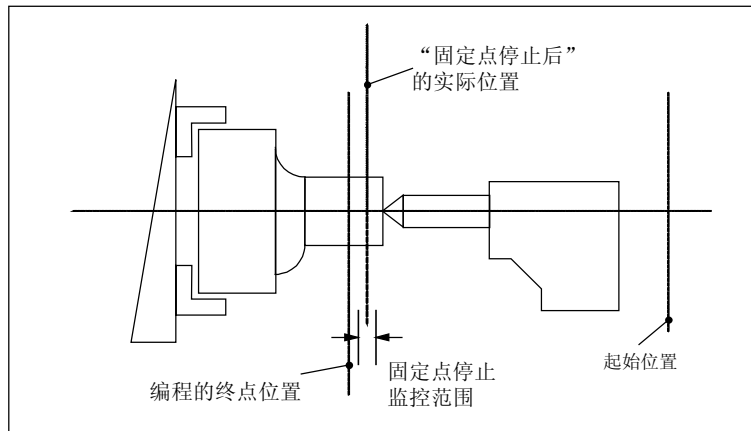 “固定点停止后”
的实际位置
编程的终点位置
固定点停止
监控范围
起始位置